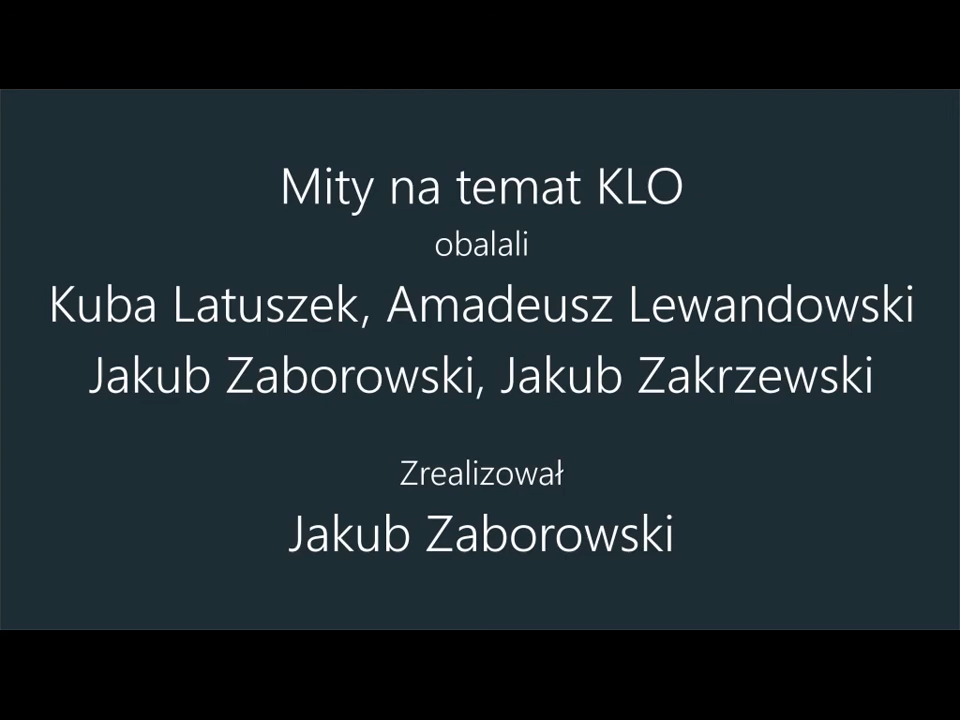 Mity na temat KLO
obalali
Kuba Latuszek, Amadeusz Lewandowski
Jakub Zaborowski, Jakub Zakrzewski
Zrealizował
Jakub Zaborowski